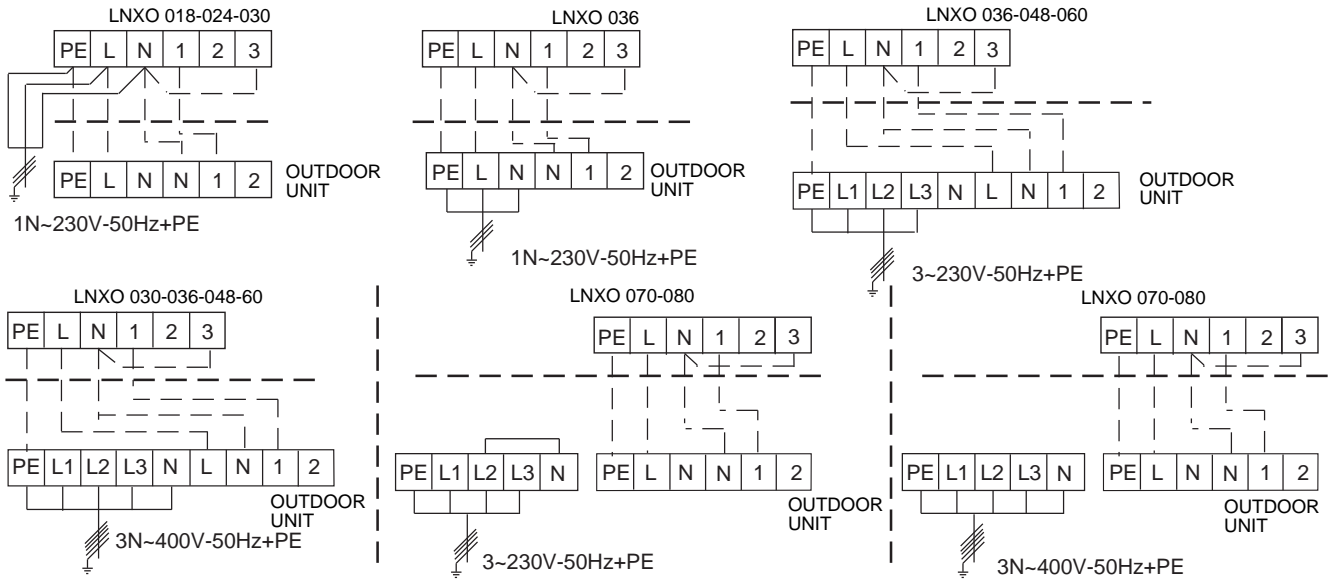 LNXO 018-024-030
PE L N 1 2 3
PE L N N 1 2
OUTDOOR
UNIT
1N~230V-50Hz+PE
LNXO 036
PE L N 1 2 3
PE L N N 1 2
OUTDOOR
UNIT
1N~230V-50Hz+PE
LNXO 036-048-060
PE L N 1 2 3
PE L1 L2 L3 N L N 1 2
OUTDOOR
UNIT
3~230V-50Hz+PE
LNXO 030-036-048-60
PE L N 1 2 3
PE L1 L2 L3 N L N 1 2
OUTDOOR
UNIT
3N~400V-50Hz+PE
LNXO 070-080
PE L N 1 2 3
PE L1 L2 L3 N
PE L N N 1 2
OUTDOOR
UNIT
3~230V-50Hz+PE
LNXO 070-080
PE L N 1 2 3
PE L1 L2 L3 N
PE L N N 1 2
OUTDOOR
UNIT
3N~400V-50Hz+PE